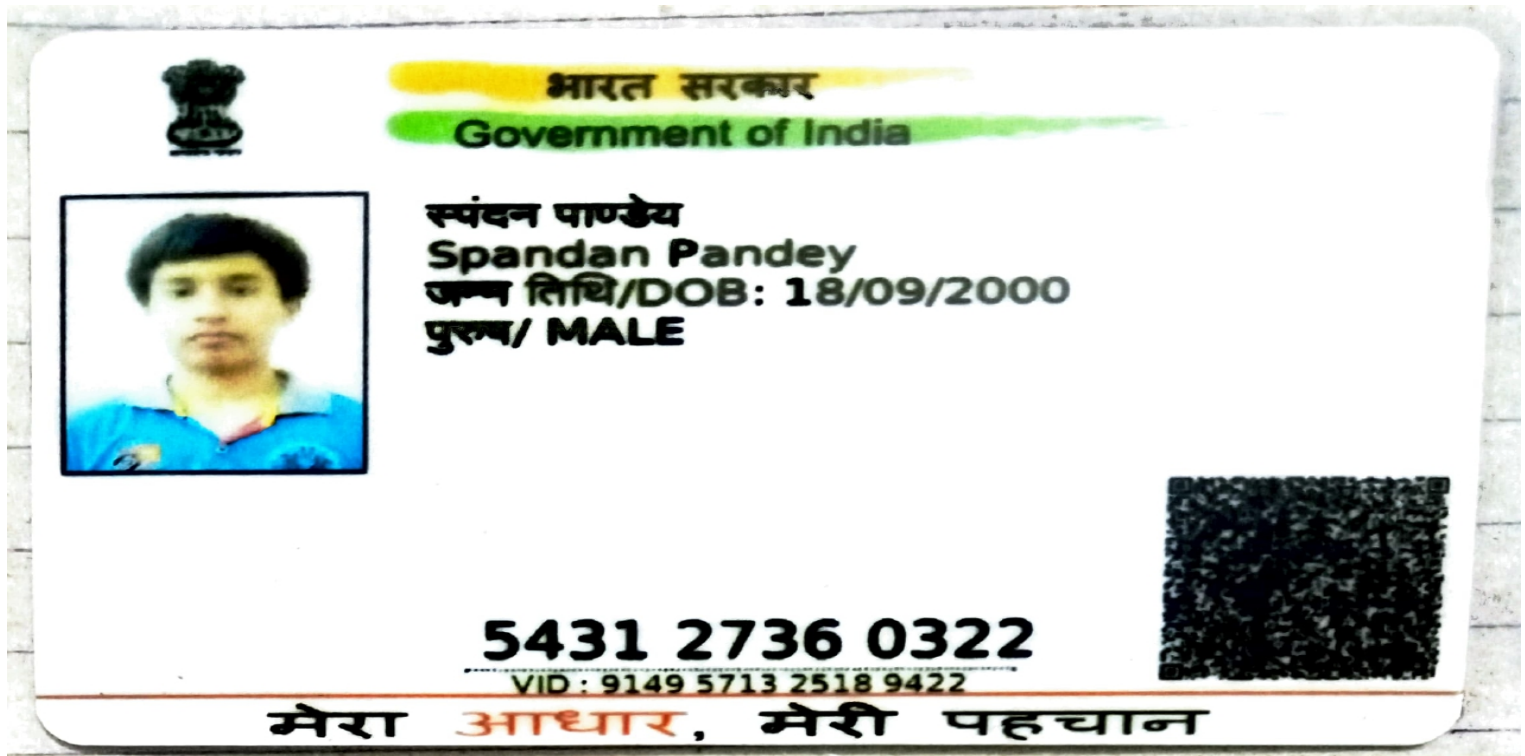 भारत सरकार
Government of India
स्पंदन पाण्डेय
Spandan Pandey
जन्म तिथि/DOB: 18/09/2000
पुरुष/ MALE
5431 2736 0322
VID : 9149 5713 2518 9422
मेरा आधार, मेरी पहचान